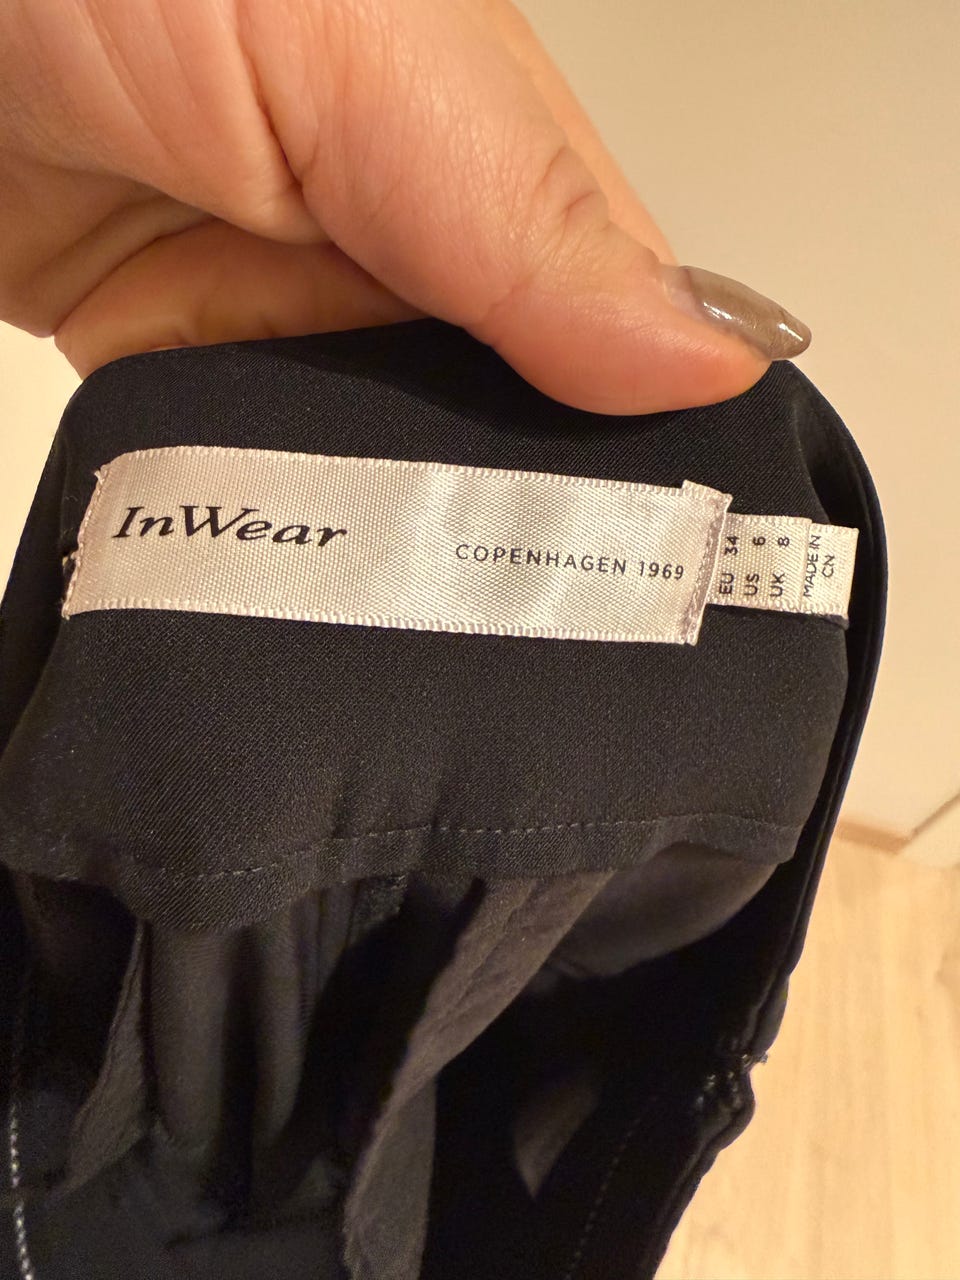 InWear
COPENHAGEN 1969
EU 34
US 6
UK 8
MADE IN
CN